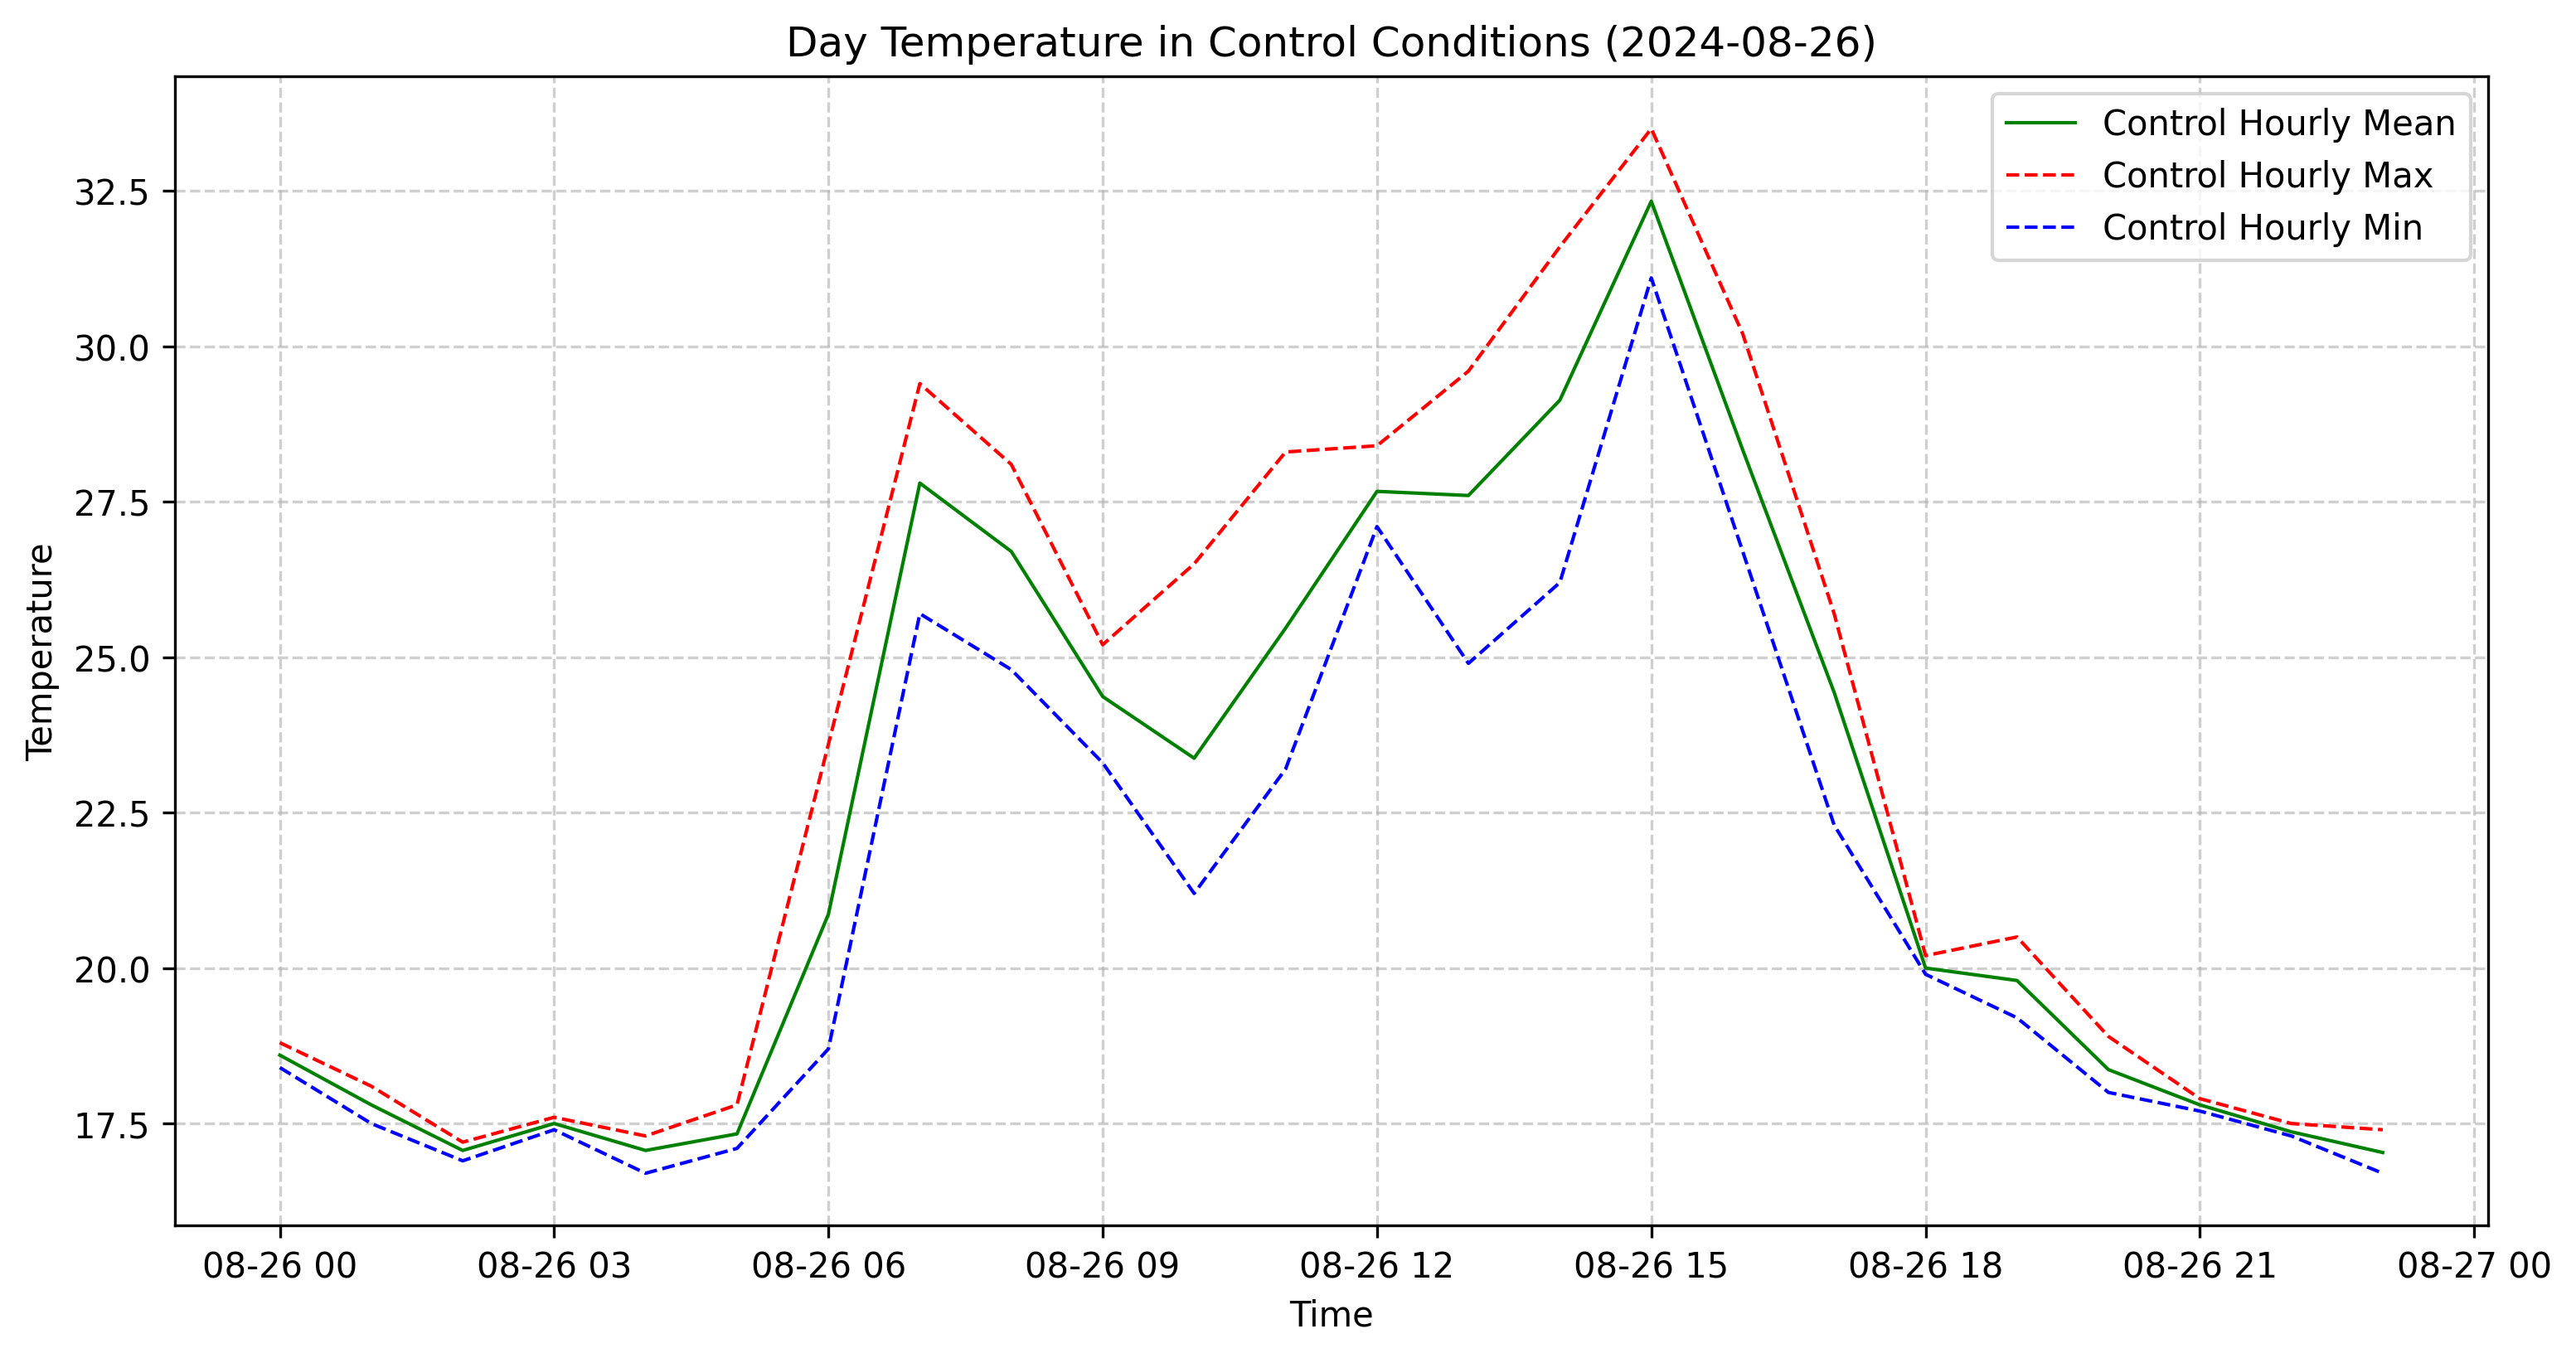 Day Temperature in Control Conditions (2024-08-26)
Control Hourly Mean
Control Hourly Max
Control Hourly Min
Temperature
32.5
30.0
27.5
25.0
22.5
20.0
17.5
08-26 00 08-26 03 08-26 06 08-26 09 08-26 12 08-26 15 08-26 18 08-26 21 08-27 00
Time